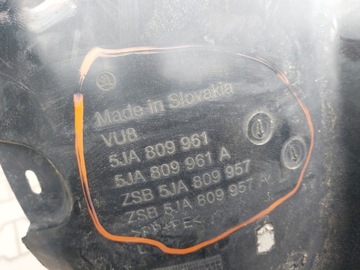 Made in Slovakia
VU8
5JA 809 961
5JA 809 961 A
ZSB 5JA 809 957
ZSB 5JA 809 957 A